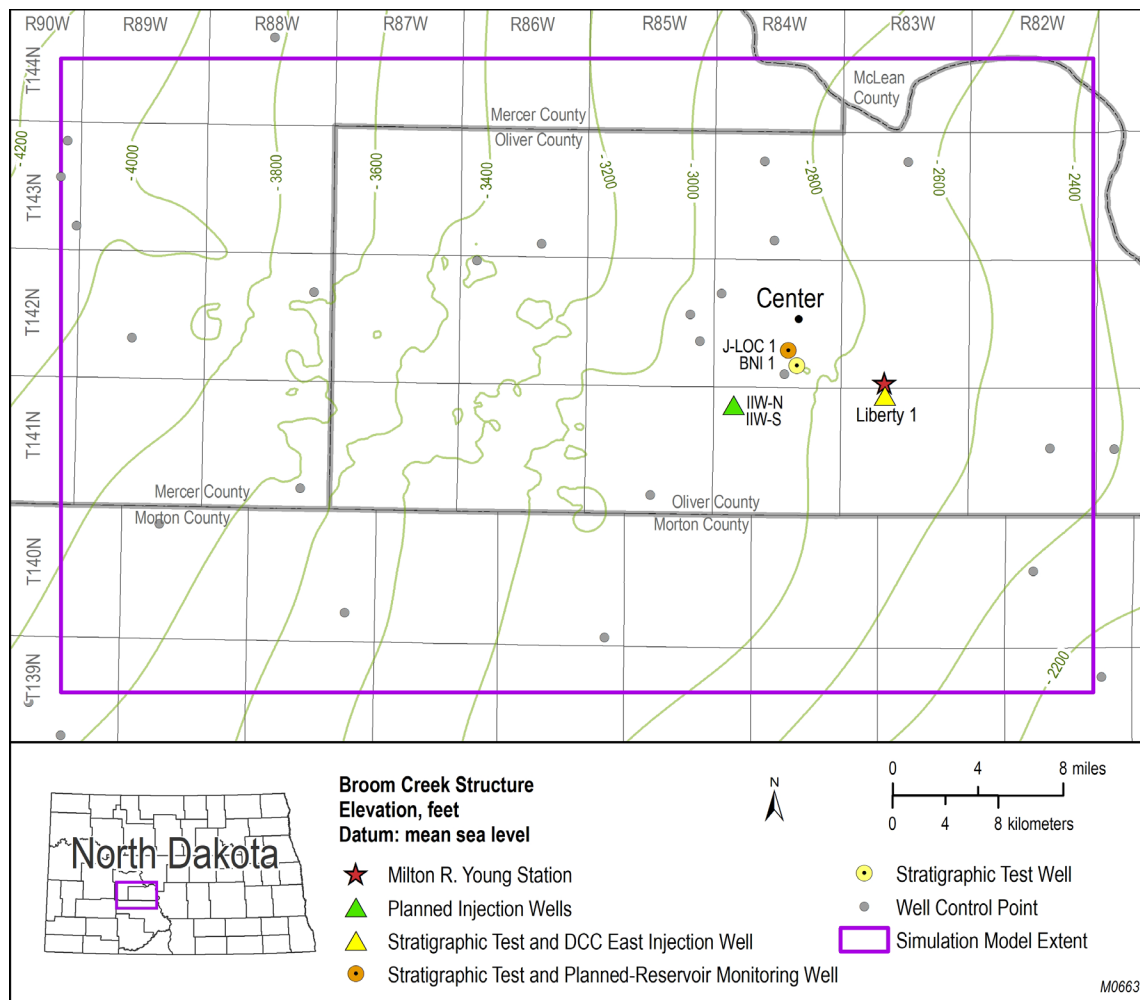 R90W R89W R88W R87W R86W R85W R84W R83W R82W
T144N
T143N
T142N
T141N
T140N
T139N
McLean
County
Mercer County
Oliver County
- 4200
- 4000
- 3800
- 3600
- 3400
- 3200
- 3000
- 2800
- 2600
- 2400
Center
J-LOC 1
BNI 1
IIW-N
IIW-S
Liberty 1
Mercer County
Morton County
Oliver County
Morton County
- 2200
North Dakota
Broom Creek Structure
Elevation, feet
Datum: mean sea level
N
0 4 8 miles
0 4 8 kilometers
Milton R. Young Station
Planned Injection Wells
Stratigraphic Test and DCC East Injection Well
Stratigraphic Test and Planned-Reservoir Monitoring Well
Stratigraphic Test Well
Well Control Point
Simulation Model Extent
M0663